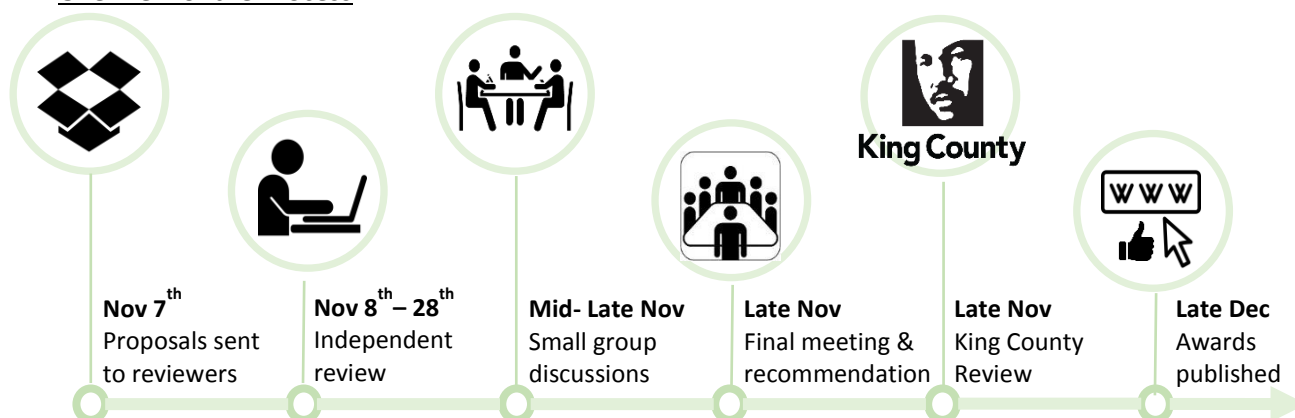 King County
W W W
Nov 7th
Proposals sent
to reviewers
Nov 8th– 28th
Independent
review
Mid- Late Nov
Small group
discussions
Late Nov
Final meeting &
recommendation
Late Nov
King County
Review
Late Dec
Awards
published